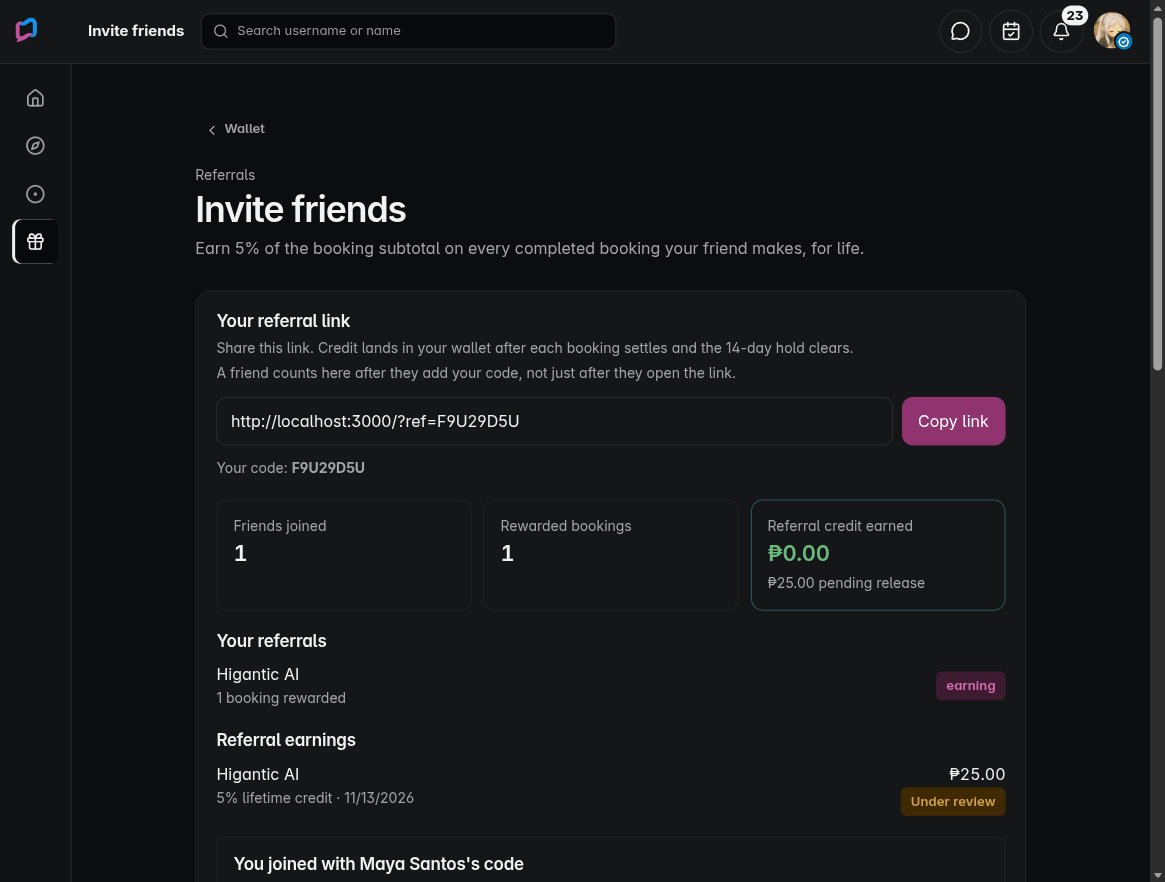 Invite friends
Search username or name
23
Wallet
Referrals
Invite friends
Earn 5% of the booking subtotal on every completed booking your friend makes, for life.
Your referral link
Share this link. Credit lands in your wallet after each booking settles and the 14-day hold clears.
A friend counts here after they add your code, not just after they open the link.
http://localhost:3000/?ref=F9U29D5U
Copy link
Your code: F9U29D5U
Friends joined
1
Rewarded bookings
1
Referral credit earned
₱0.00
₱25.00 pending release
Your referrals
Higantic AI
1 booking rewarded
earning
Referral earnings
Higantic AI
₱25.00
5% lifetime credit · 11/13/2026
Under review
You joined with Maya Santos's code